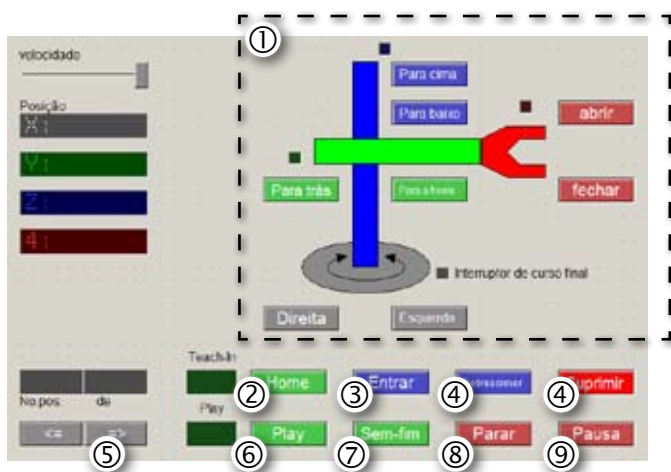 ①
velocidado
Para cima
Posição
X:
Para baixo
abrir
Y:
Z:
Para trás
Para a frente
fechar
4:
Interruptor de curso final
Direita
Esquerda
Teach-In
② Home
③ Entrar
④
④ Suprimir
No.pos. de
Play
<= =>
⑤
⑥ Play
⑦ Sem-fim
⑧ Parar
⑨ Pausa